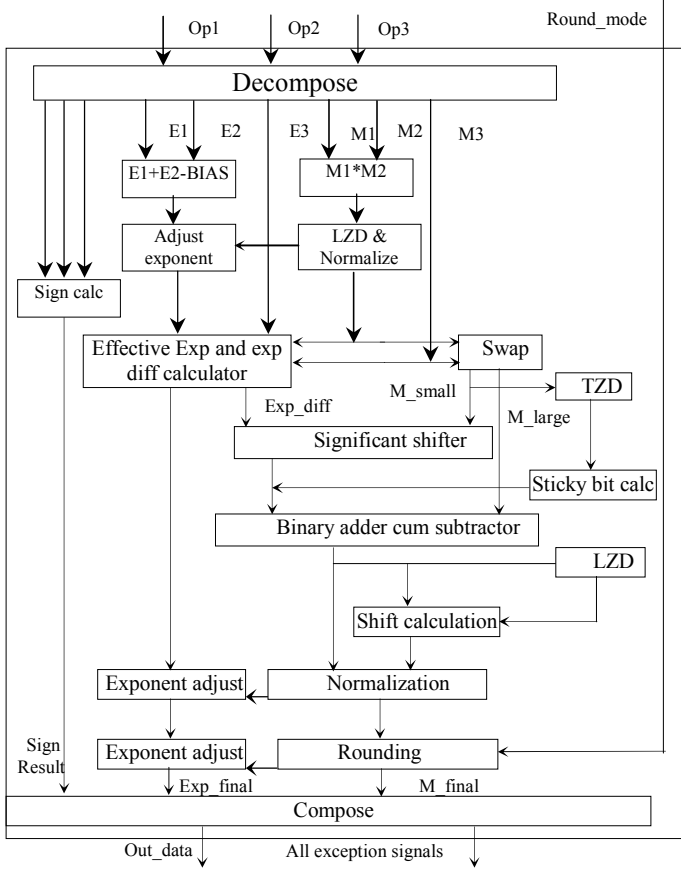 Round_mode
Op1 Op2 Op3
Decompose
E1 E2 E3 M1 M2 M3
E1+E2-BIAS
M1*M2
Adjust
exponent
LZD &
Normalize
Sign calc
Effective Exp and exp
diff calculator
Swap
M_small
TZD
Exp_diff
M_large
Significant shifter
Sticky bit calc
Binary adder cum subtractor
LZD
Shift calculation
Exponent adjust
Normalization
Sign
Result
Exponent adjust
Rounding
Exp_final
M_final
Compose
Out_data
All exception signals